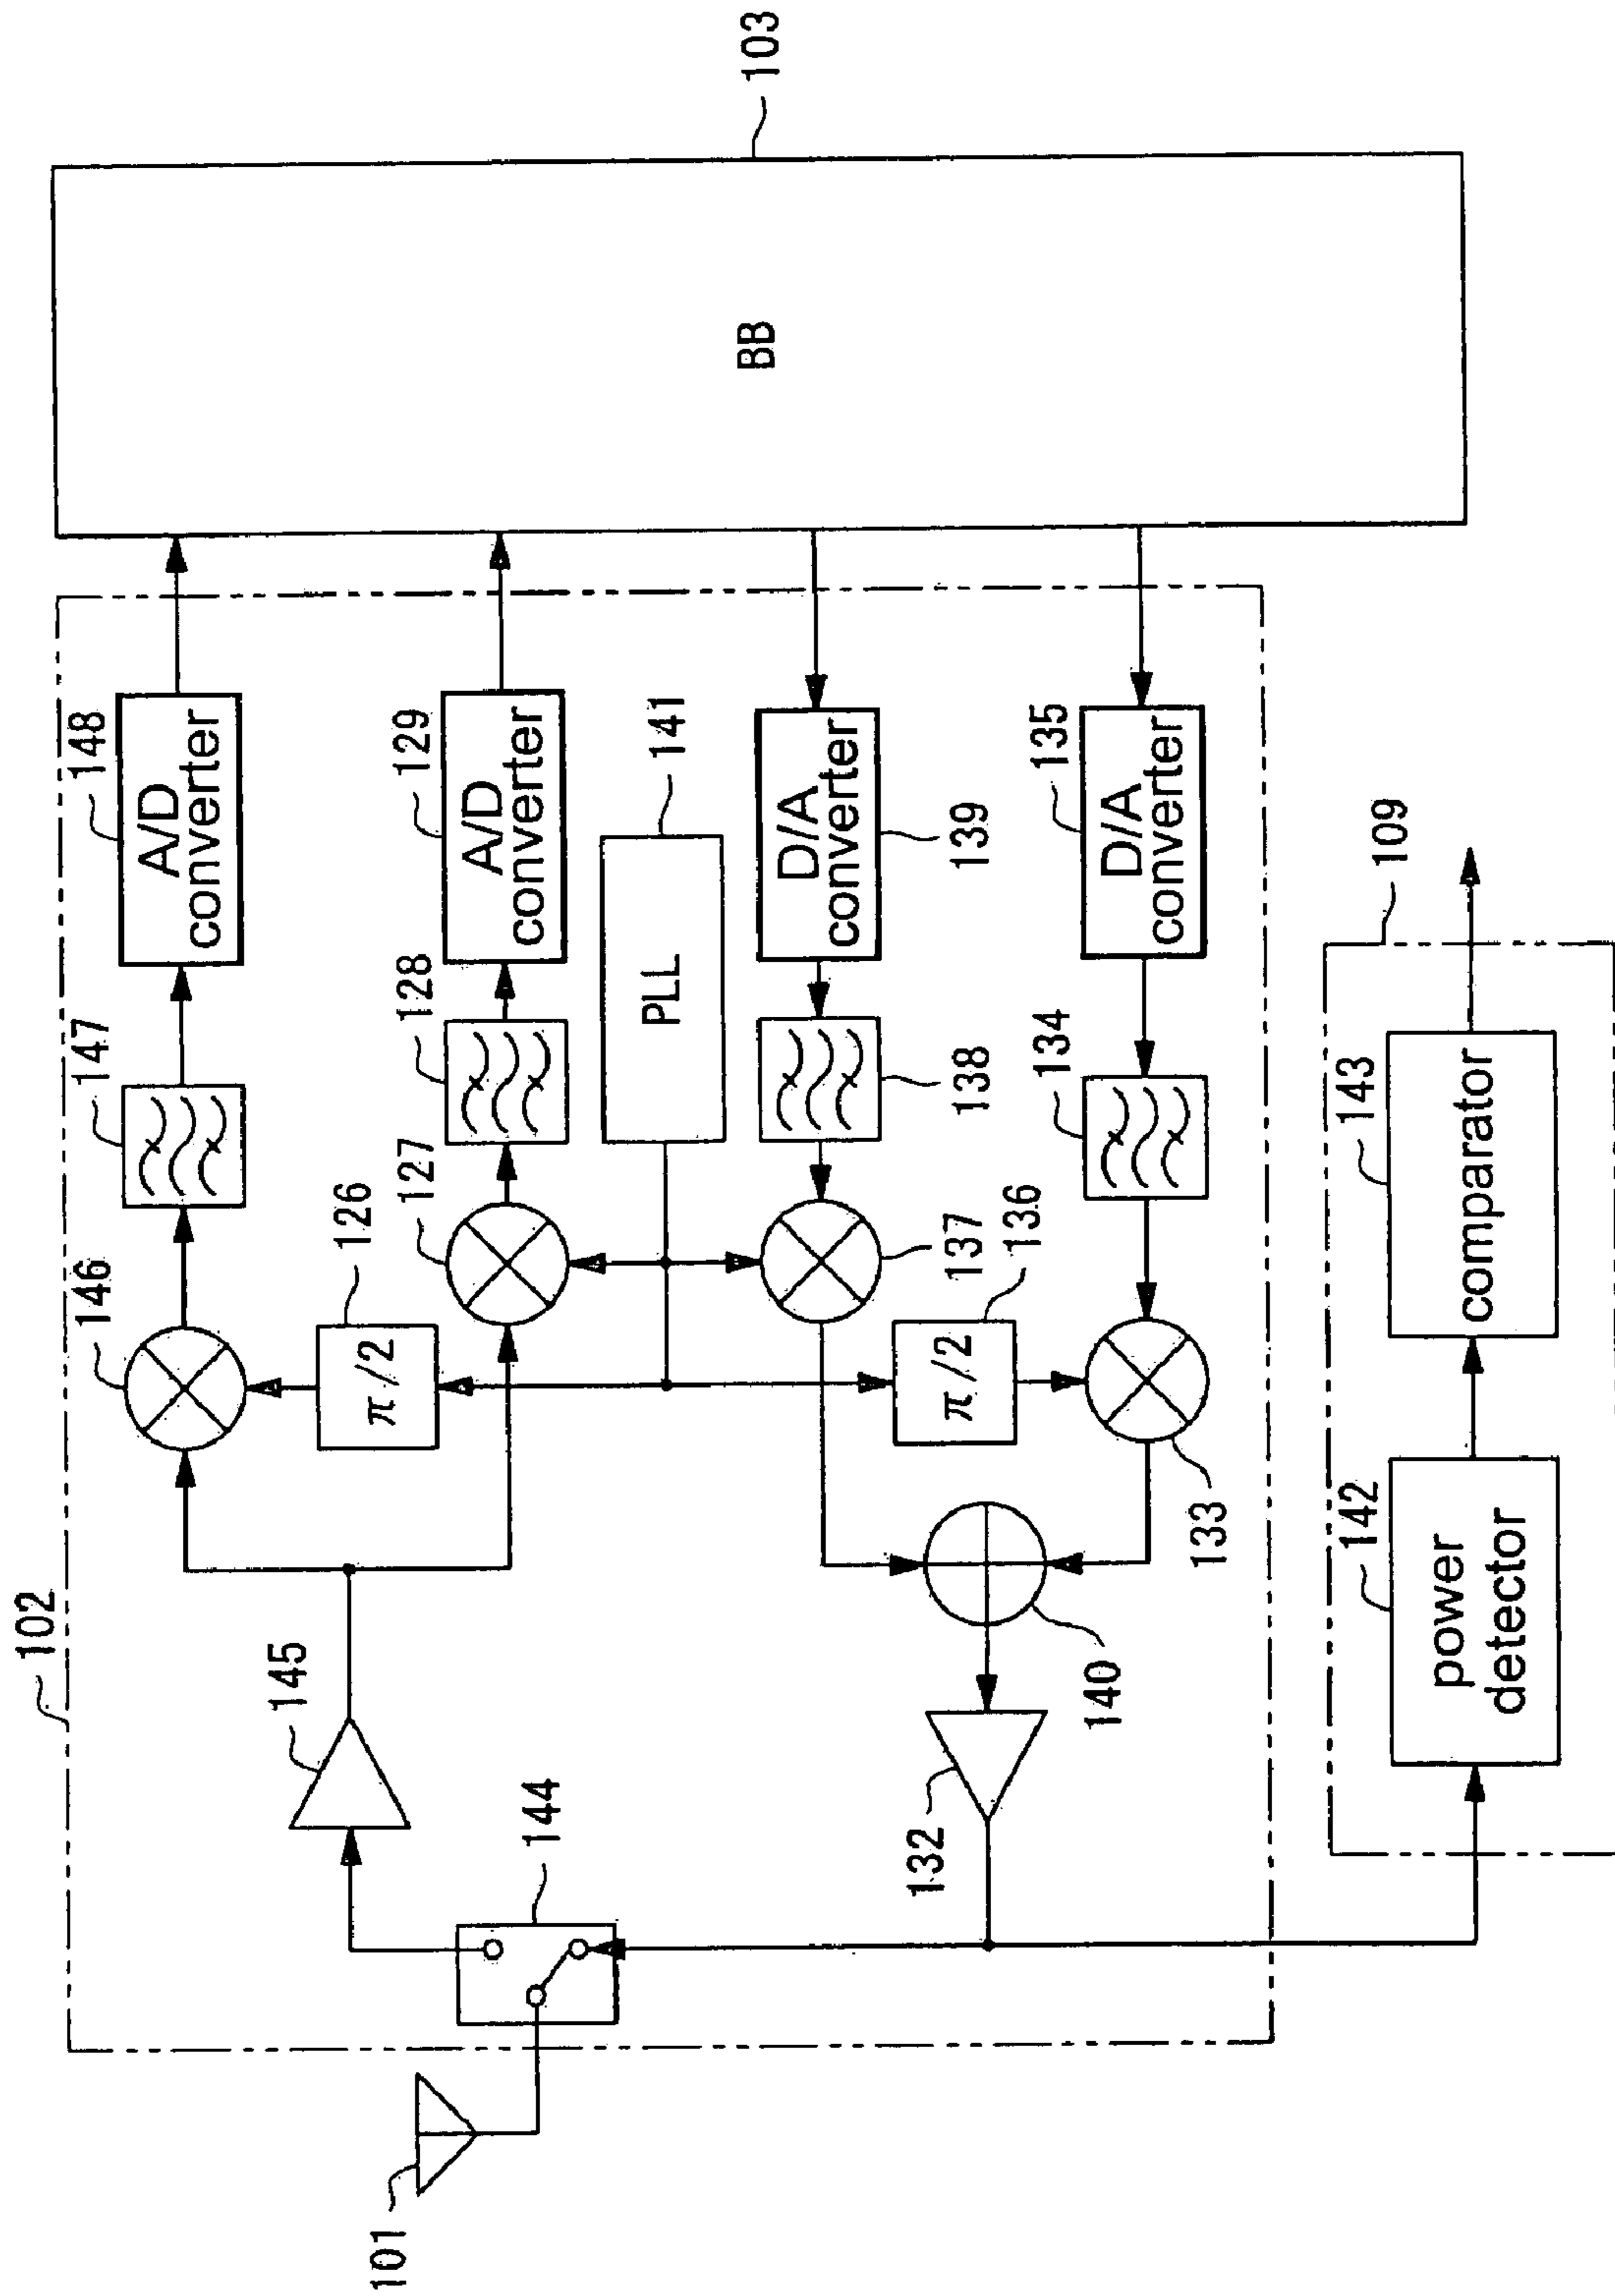 102
148
A/D
converter
147
146
126
π/2
145
144
101
129
A/D
converter
128
127
141
PLL
103
BB
D/A
converter
139
138
137
136
π/2
140
132
135
D/A
converter
134
133
109
143
comparator
142
power
detector